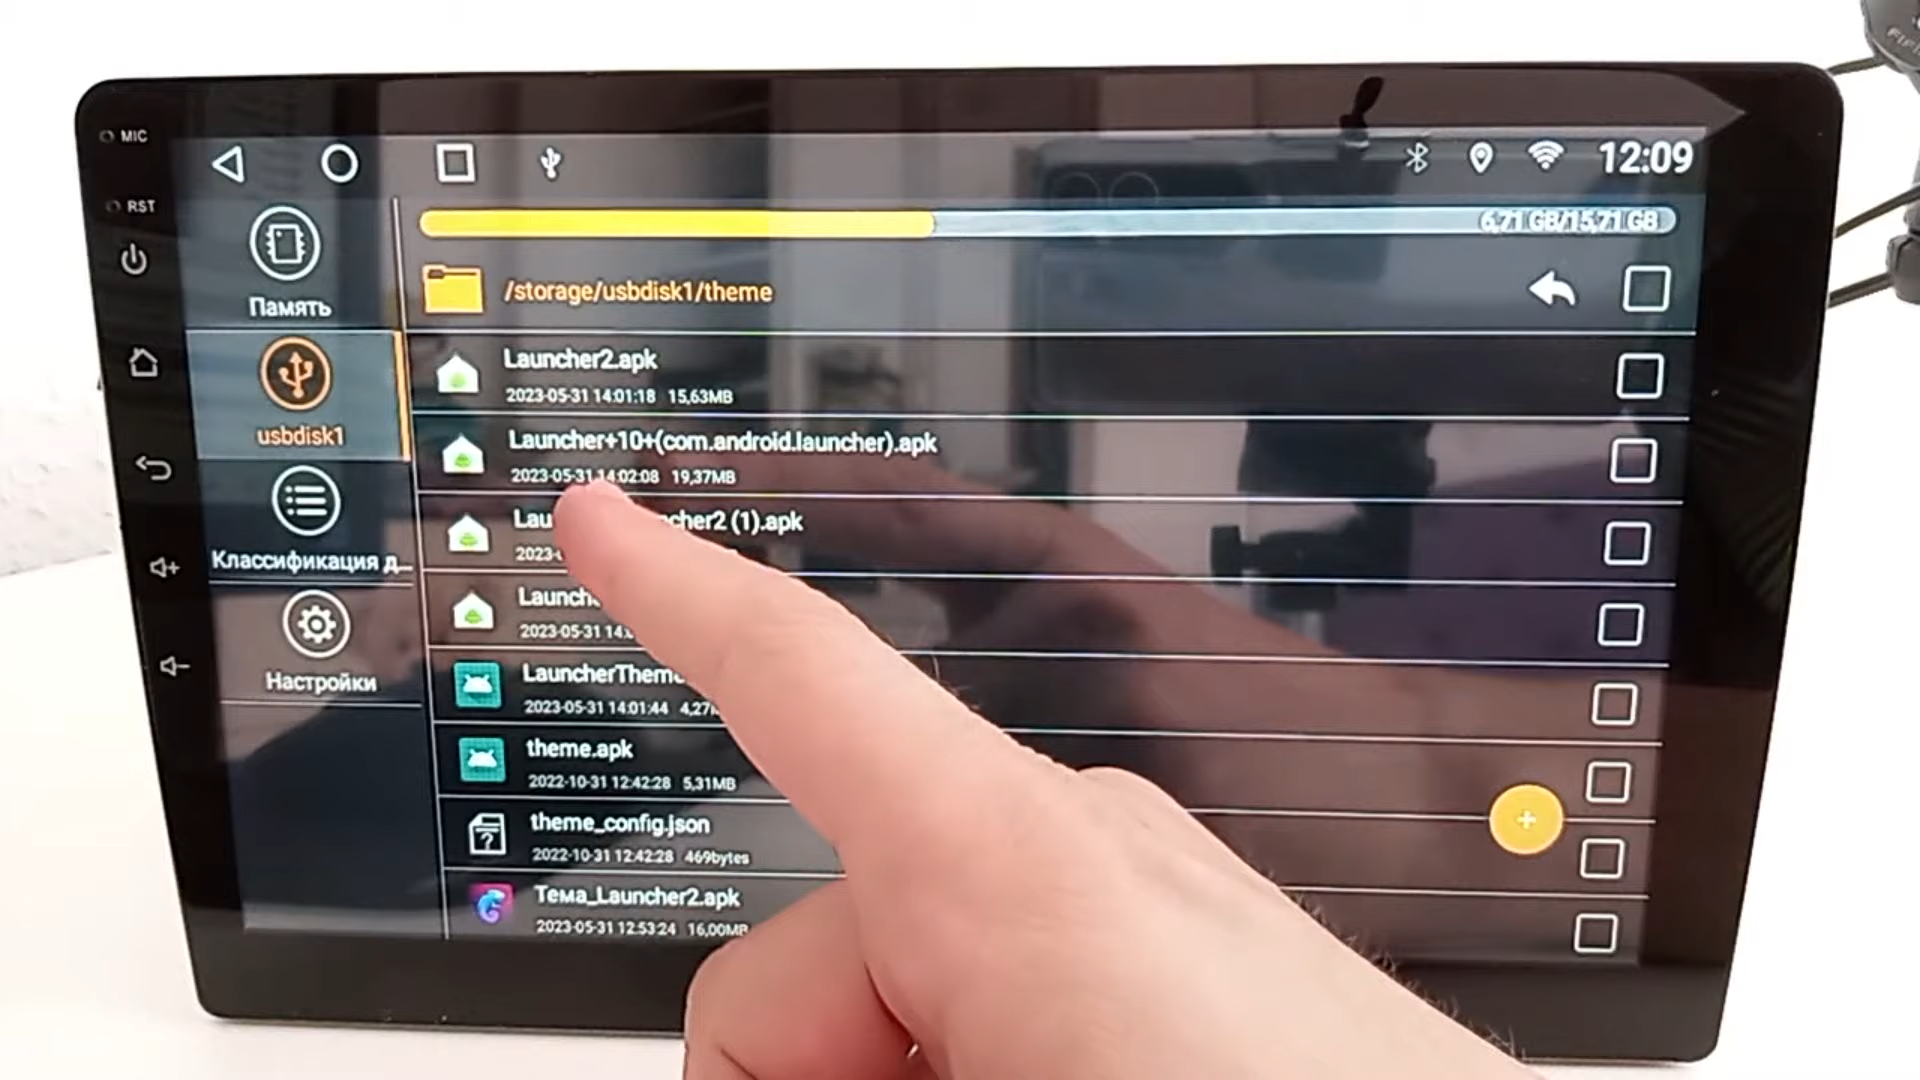 MIC
12:09
RST
6,71 GB/15,71 GB
Память
/storage/usbdisk1/theme
Launcher2.apk
2023-05-31 14:01:18 15,63MB
usbdisk1
Launcher+10+(com.android.launcher).apk
2023-05-31 14:02:08 19,37MB
(1).apk
Классификация д...
2023-05-31
Настройки
2023-05-31 14:01:44
theme.apk
2022-10-31 12:42:28 5,31MB
theme_config.json
2022-10-31 12:42:28 469bytes
Тема_Launcher2.apk
2023-05-31 12:53:24 16,00MB